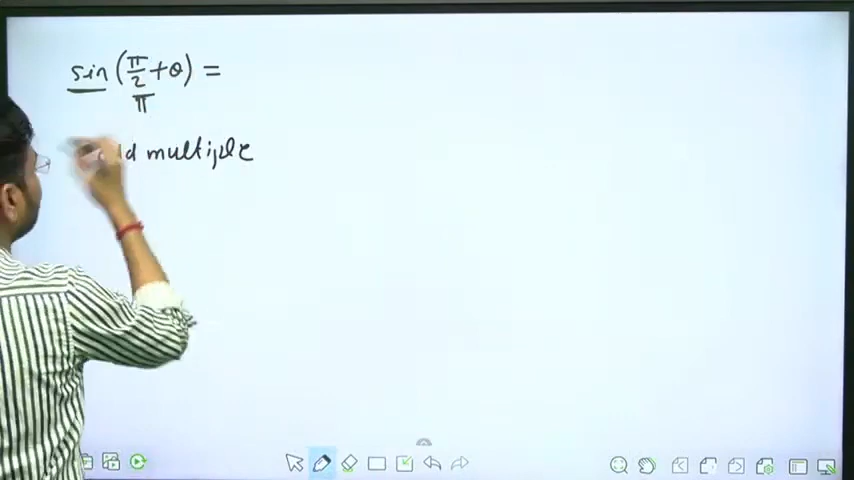 sin (π/2 + θ) =
π
multiple